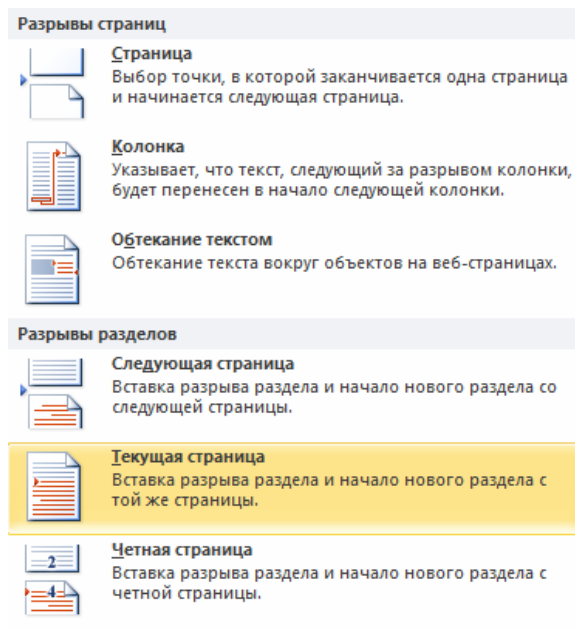 Разрывы страниц
Страница
Выбор точки, в которой заканчивается одна страница
и начинается следующая страница.
Колонка
Указывает, что текст, следующий за разрывом колонки,
будет перенесен в начало следующей колонки.
Обтекание текстом
Обтекание текста вокруг объектов на веб-страницах.
Разрывы разделов
Следующая страница
Вставка разрыва раздела и начало нового раздела со
следующей страницы.
Текущая страница
Вставка разрыва раздела и начало нового раздела с
той же страницы.
2
4
Четная страница
Вставка разрыва раздела и начало нового раздела с
четной страницы.